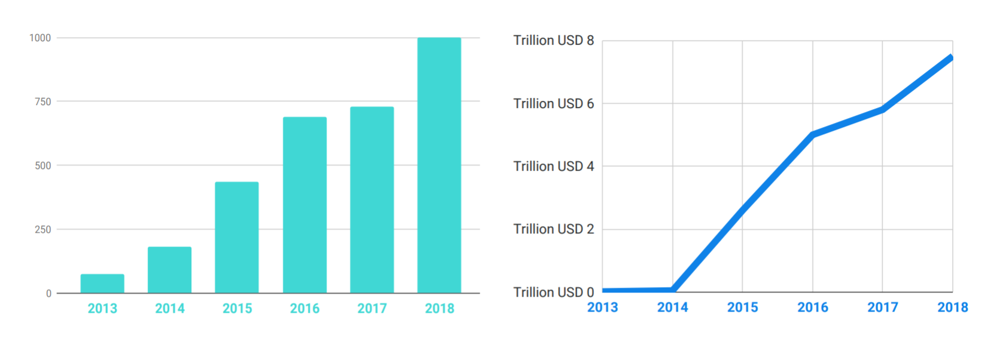 1000
750
500
250
0
2013 2014 2015 2016 2017 2018
Trillion USD 8
Trillion USD 6
Trillion USD 4
Trillion USD 2
Trillion USD 0
2013 2014 2015 2016 2017 2018